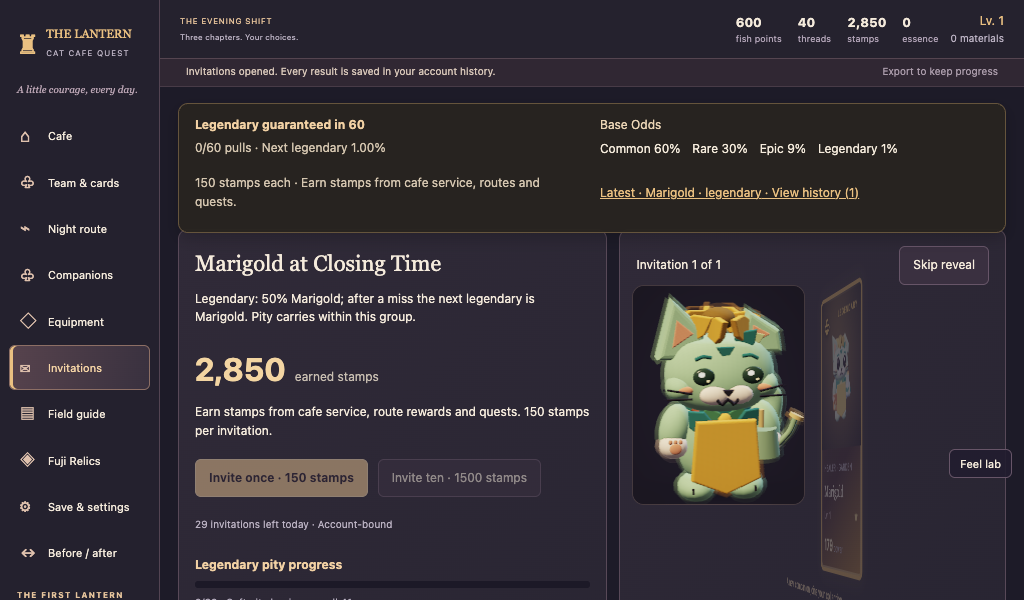 THE LANTERN
CAT CAFE QUEST
A little courage, every day.
Cafe
Team & cards
Night route
Companions
Equipment
Invitations
Field guide
Fuji Relics
Save & settings
Before / after
THE FIRST LANTERN
THE EVENING SHIFT
Three chapters. Your choices.
600
fish points
40
threads
2,850
stamps
0
essence
Lv. 1
0 materials
Invitations opened. Every result is saved in your account history.
Export to keep progress
Legendary guaranteed in 60
0/60 pulls · Next legendary 1.00%
150 stamps each · Earn stamps from cafe service, routes and
quests.
Base Odds
Common 60% Rare 30% Epic 9% Legendary 1%
Latest · Marigold · legendary · View history (1)
Marigold at Closing Time
Legendary: 50% Marigold; after a miss the next legendary is
Marigold. Pity carries within this group.
2,850 earned stamps
Earn stamps from cafe service, route rewards and quests. 150 stamps
per invitation.
Invite once · 150 stamps
Invite ten · 1500 stamps
29 invitations left today · Account-bound
Legendary pity progress
Invitation 1 of 1
Skip reveal
Marigold
Feel lab